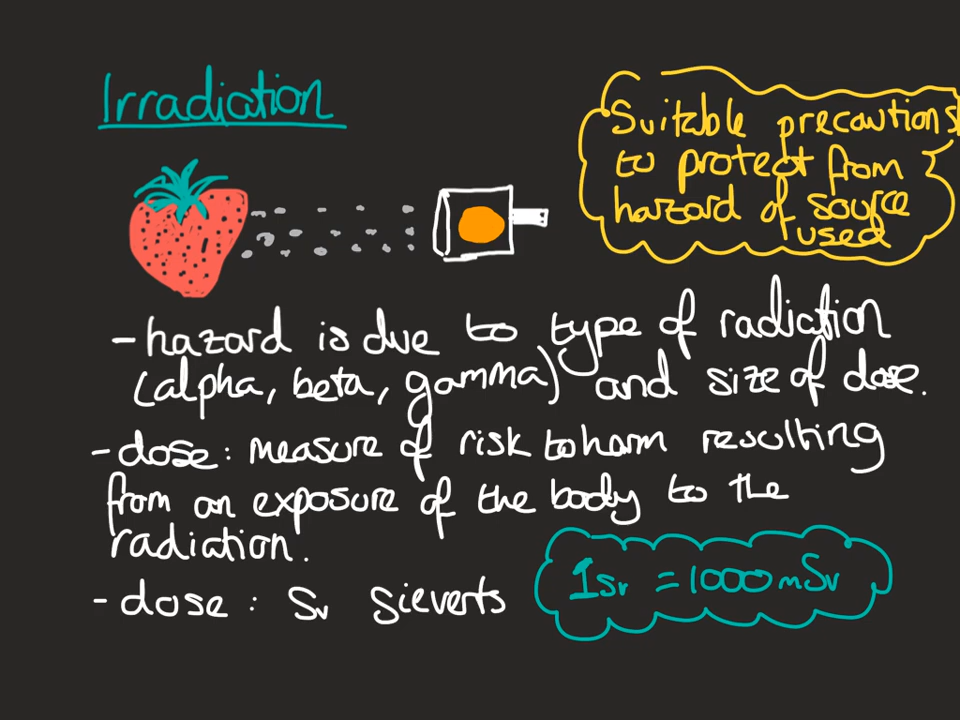 Irradiation
Suitable precautions
to protect from
hazard of source
used
- hazard is due to type of radiation
(alpha, beta, gamma) and size of dose.
- dose: measure of risk to harm resulting
from an exposure of the body to the
radiation.
- dose: Sv Sieverts
1Sv = 1000mSv